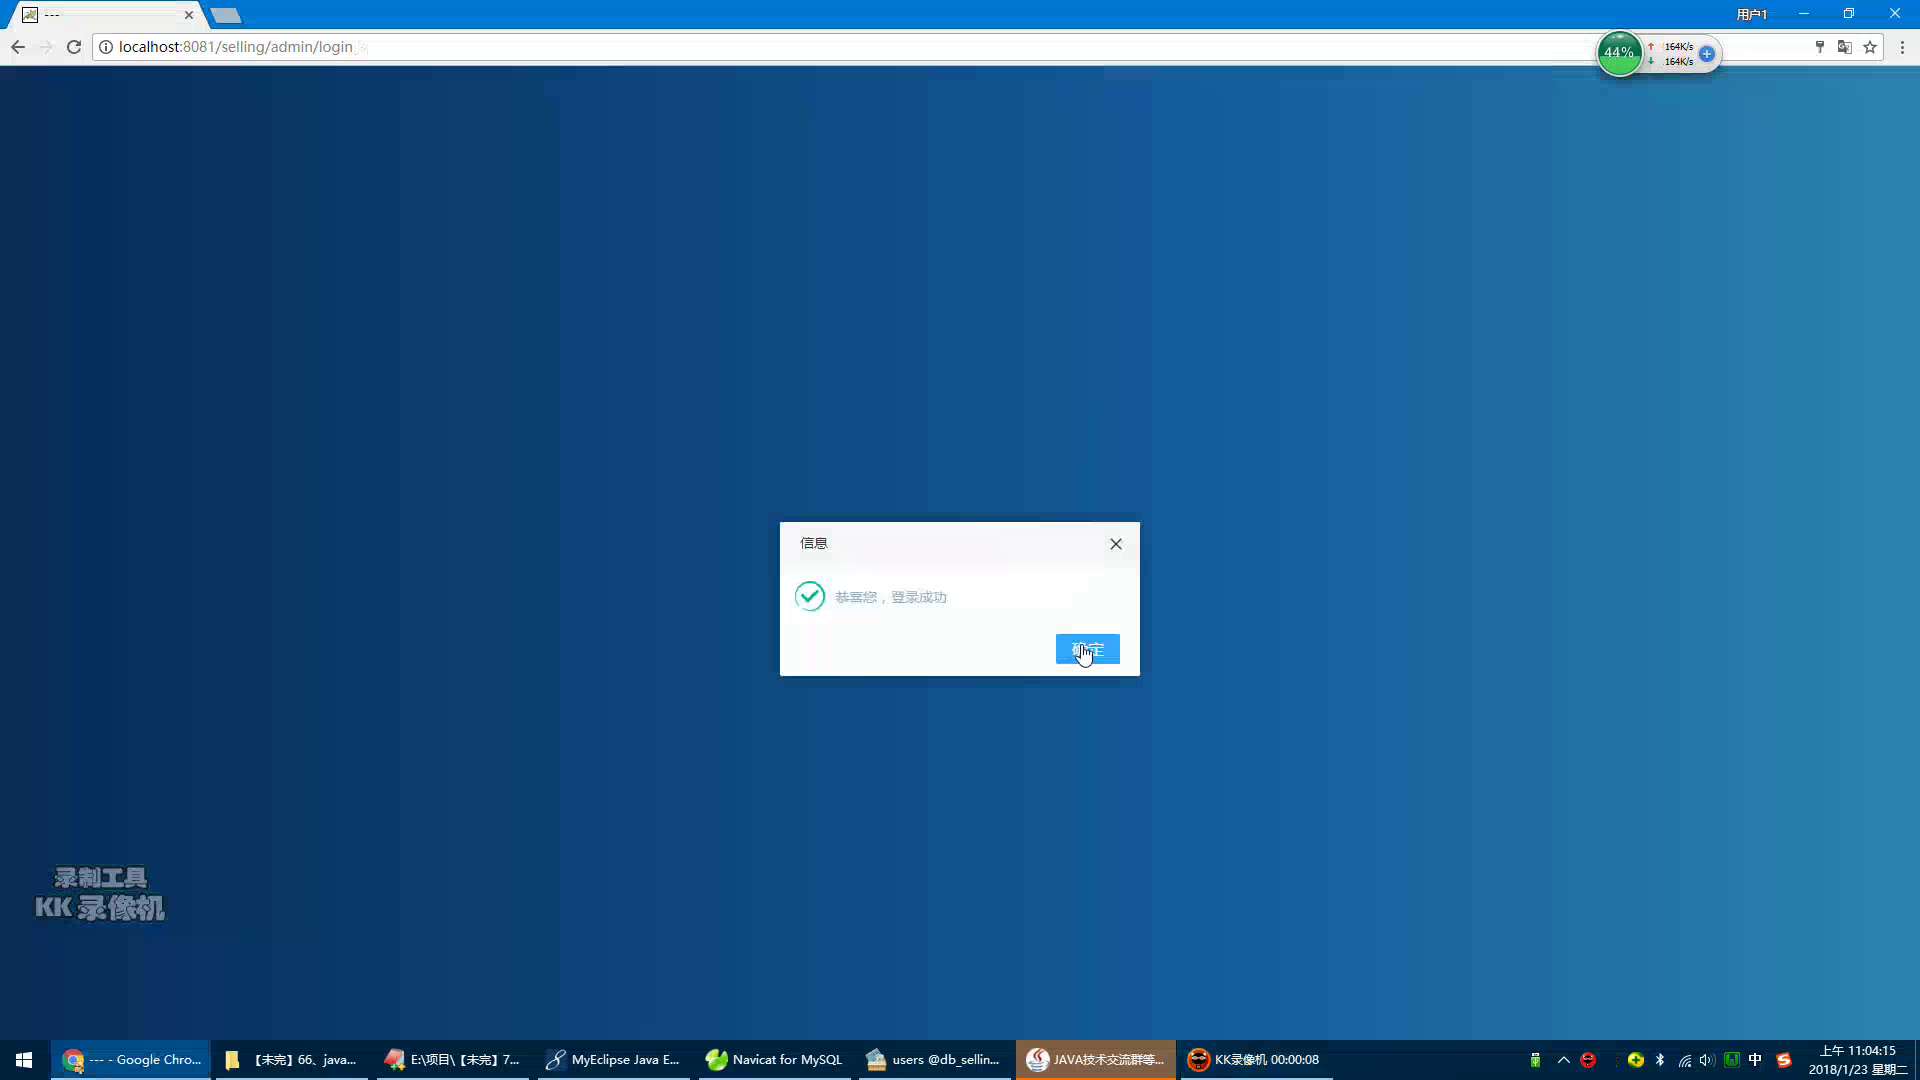 ---
用户1
localhost:8081/selling/admin/login
44%
164K/s
164K/s
信息
恭喜您，登录成功
确定
录制工具
KK 录像机
--- - Google Chro...
【未完】66、java...
E:\项目\【未完】7...
MyEclipse Java E...
Navicat for MySQL
users @db_sellin...
JAVA技术交流群等...
KK录像机 00:00:08
中
上午 11:04:15
2018/1/23 星期二